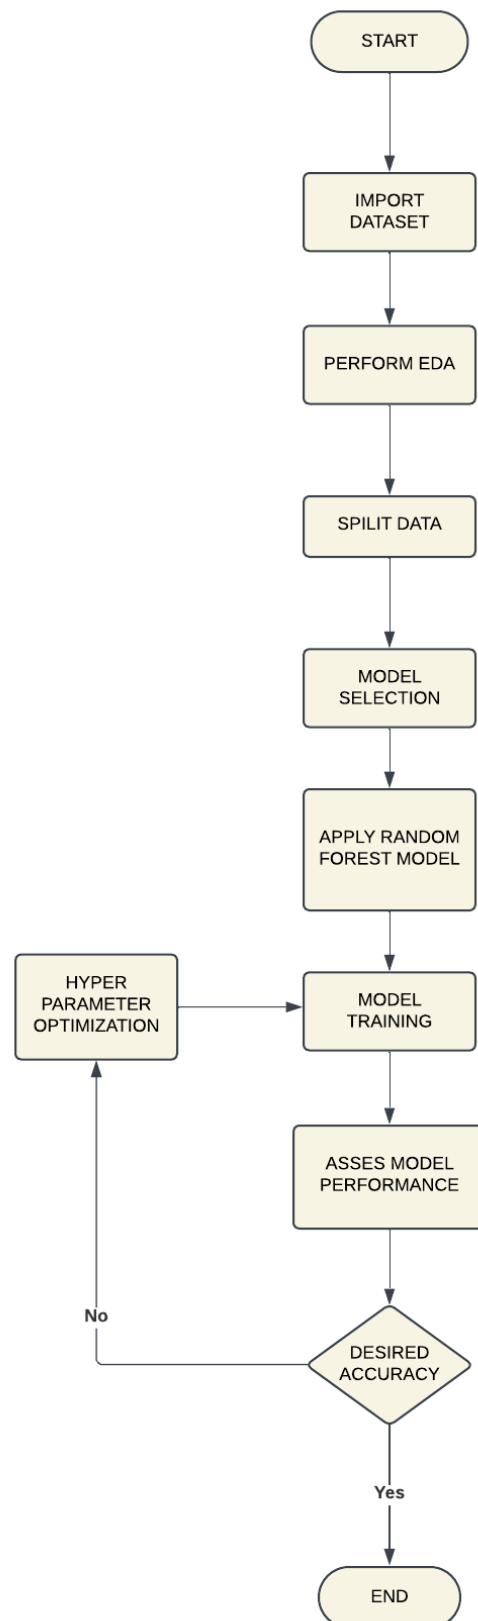 START
IMPORT
DATASET
PERFORM EDA
SPILIT DATA
MODEL
SELECTION
APPLY RANDOM
FOREST MODEL
HYPER
PARAMETER
OPTIMIZATION
MODEL
TRAINING
ASSES MODEL
PERFORMANCE
No
DESIRED
ACCURACY
Yes
END